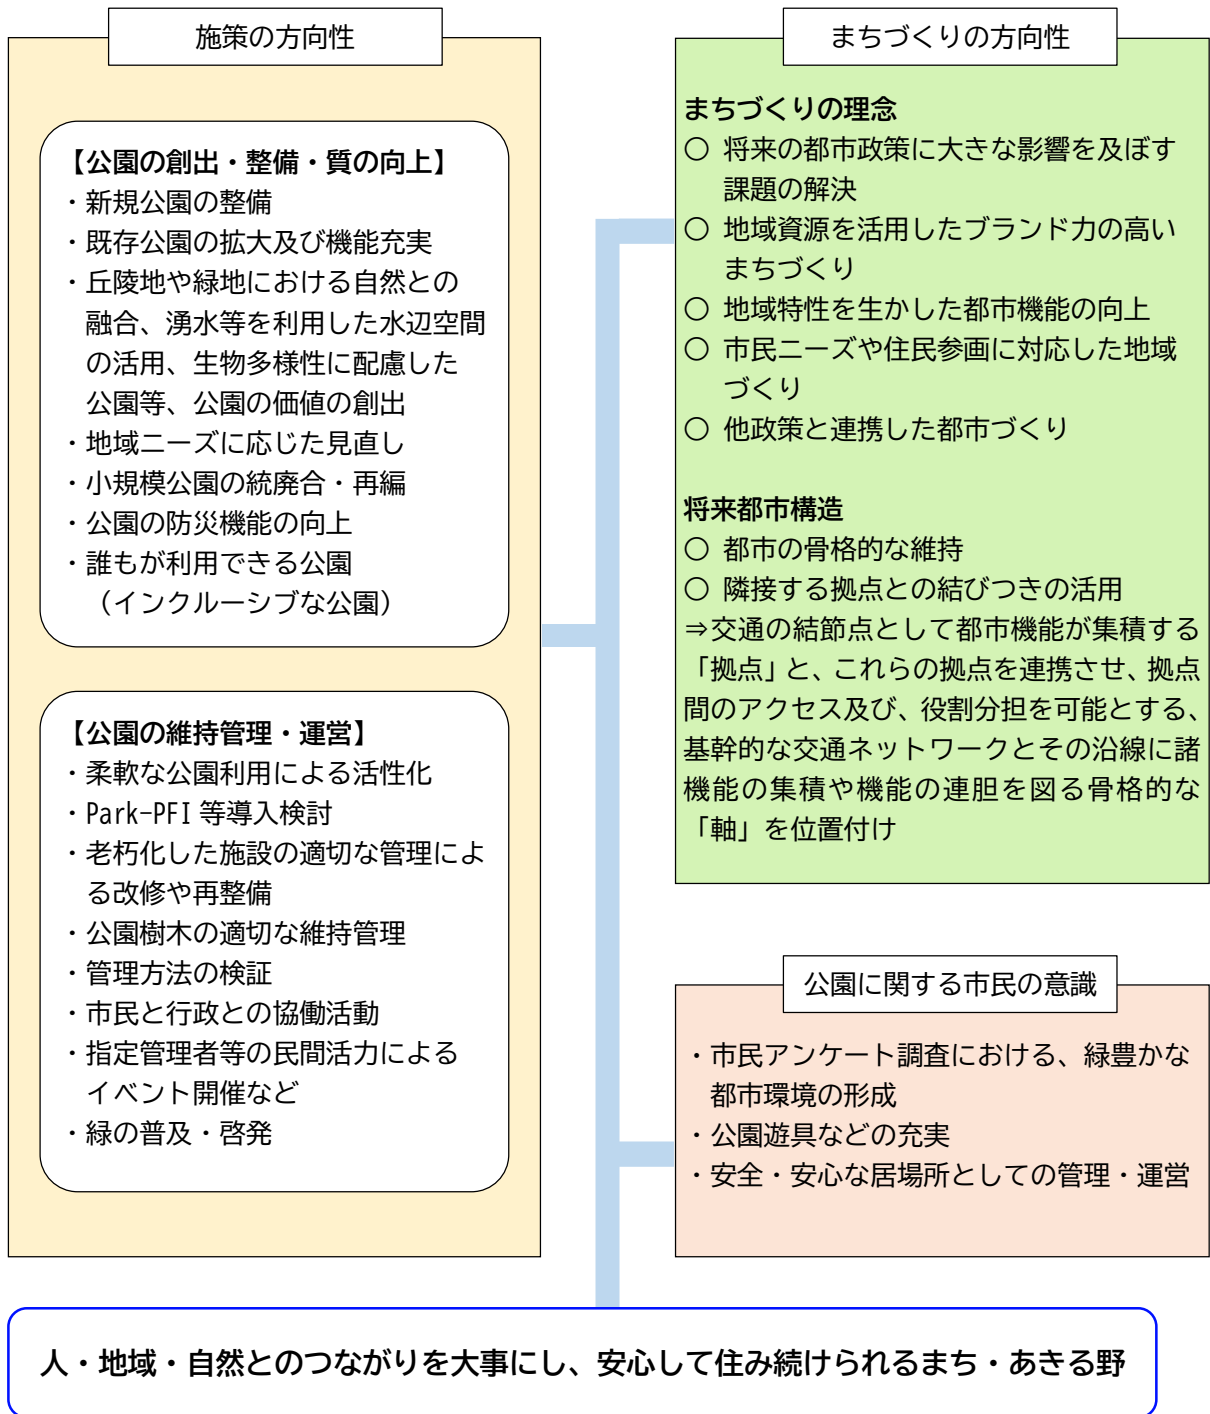 施策の方向性
【公園の創出・整備・質の向上】
・新規公園の整備
・既存公園の拡大及び機能充実
・丘陵地や緑地における自然との
融合、湧水等を利用した水辺空間
の活用、生物多様性に配慮した
公園等、公園の価値の創出
・地域ニーズに応じた見直し
・小規模公園の統廃合・再編
・公園の防災機能の向上
・誰もが利用できる公園
（インクルーシブな公園）
【公園の維持管理・運営】
・柔軟な公園利用による活性化
・Park-PFI 等導入検討
・老朽化した施設の適切な管理によ
る改修や再整備
・公園樹木の適切な維持管理
・管理方法の検証
・市民と行政との協働活動
・指定管理者等の民間活力による
イベント開催など
・緑の普及・啓発
まちづくりの方向性
まちづくりの理念
○ 将来の都市政策に大きな影響を及ぼす
課題の解決
○ 地域資源を活用したブランド力の高い
まちづくり
○ 地域特性を生かした都市機能の向上
○ 市民ニーズや住民参画に対応した地域
づくり
○ 他政策と連携した都市づくり
将来都市構造
○ 都市の骨格的な維持
○ 隣接する拠点との結びつきの活用
⇒交通の結節点として都市機能が集積する
「拠点」と、これらの拠点を連携させ、拠点
間のアクセス及び、役割分担を可能とする、
基幹的な交通ネットワークとその沿線に諸
機能の集積や機能の連胆を図る骨格的な
「軸」を位置付け
公園に関する市民の意識
・市民アンケート調査における、緑豊かな
都市環境の形成
・公園遊具などの充実
・安全・安心な居場所としての管理・運営
人・地域・自然とのつながりを大事にし、安心して住み続けられるまち・あきる野